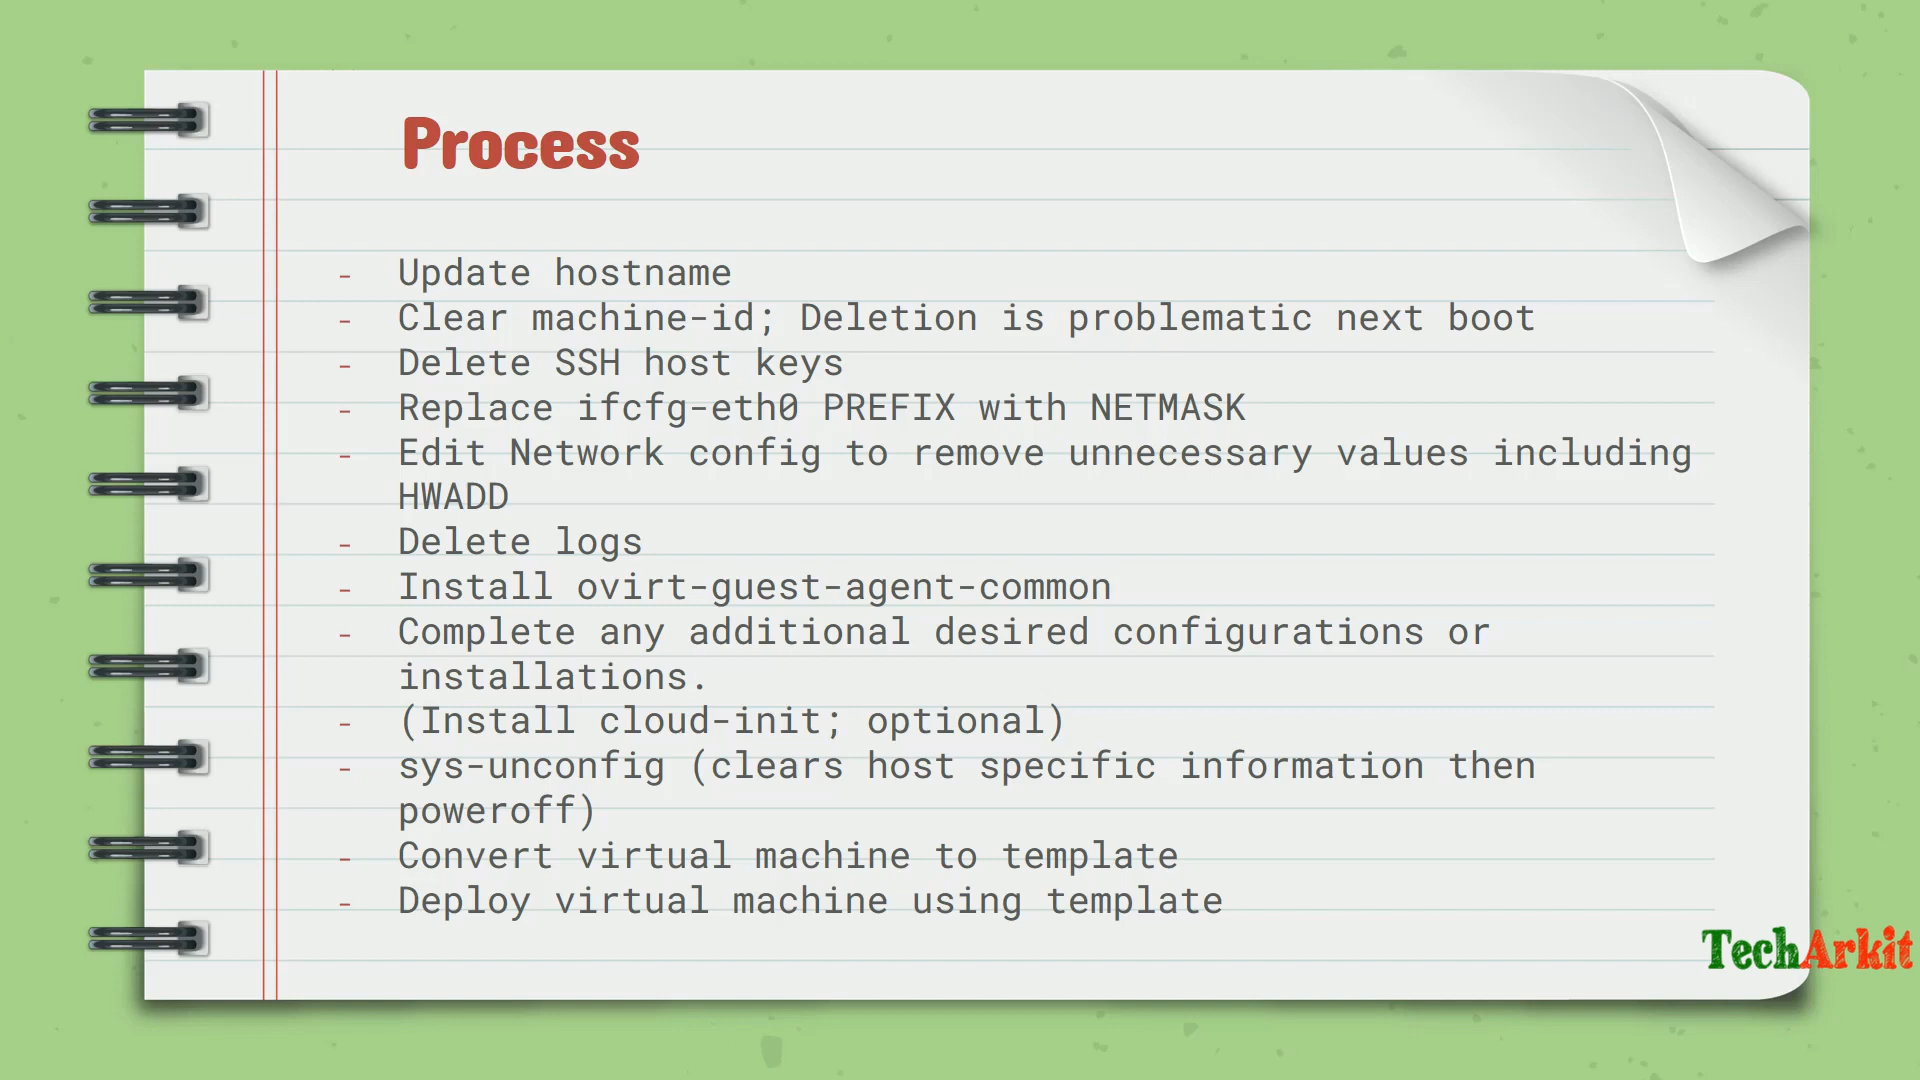 Process
- Update hostname
- Clear machine-id; Deletion is problematic next boot
- Delete SSH host keys
- Replace ifcfg-eth0 PREFIX with NETMASK
- Edit Network config to remove unnecessary values including
HWADD
- Delete logs
- Install ovirt-guest-agent-common
- Complete any additional desired configurations or
installations.
- (Install cloud-init; optional)
- sys-unconfig (clears host specific information then
poweroff)
- Convert virtual machine to template
- Deploy virtual machine using template
TechArkit